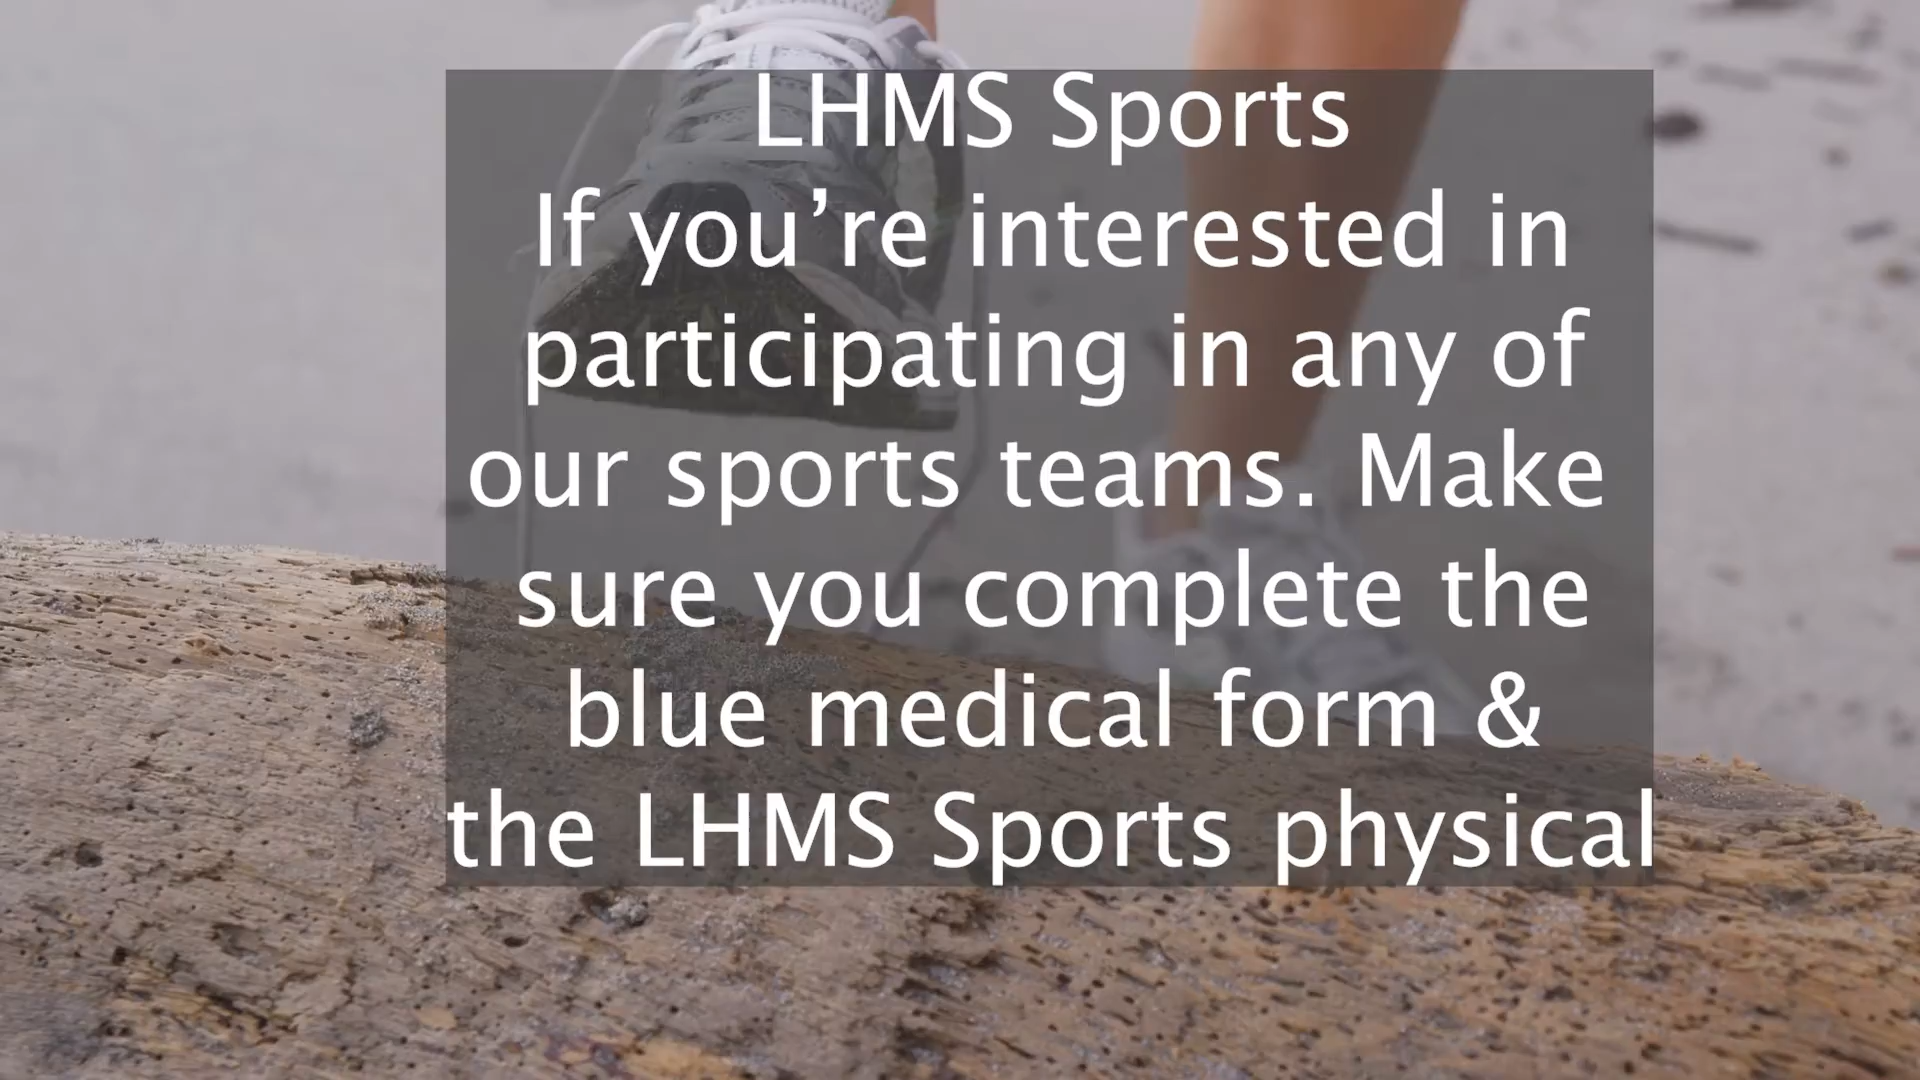 LHMS Sports
If you’re interested in
participating in any of
our sports teams. Make
sure you complete the
blue medical form &
the LHMS Sports physical